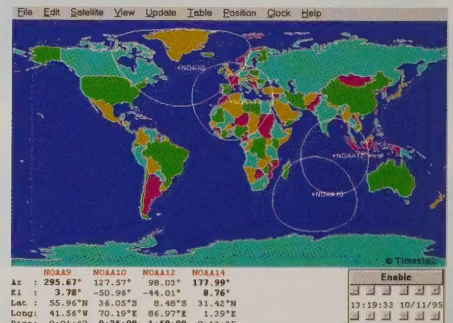 File Edit Satellite View Update Table Position Clock Help
+NOAA9
+NOAA14
+NOAA12
+NOAA10
© Timestep
NOAA9 NOAA10 NOAA12 NOAA14
Az : 295.67° 127.57° 98.03° 177.99°
El : 3.78° -50.96° -44.01° 8.76°
Lat : 55.96°N 36.05°S 8.48°S 31.42°N
Long: 41.56°W 70.19°E 86.97°E 1.39°E
Enable
13:19:33 10/11/95